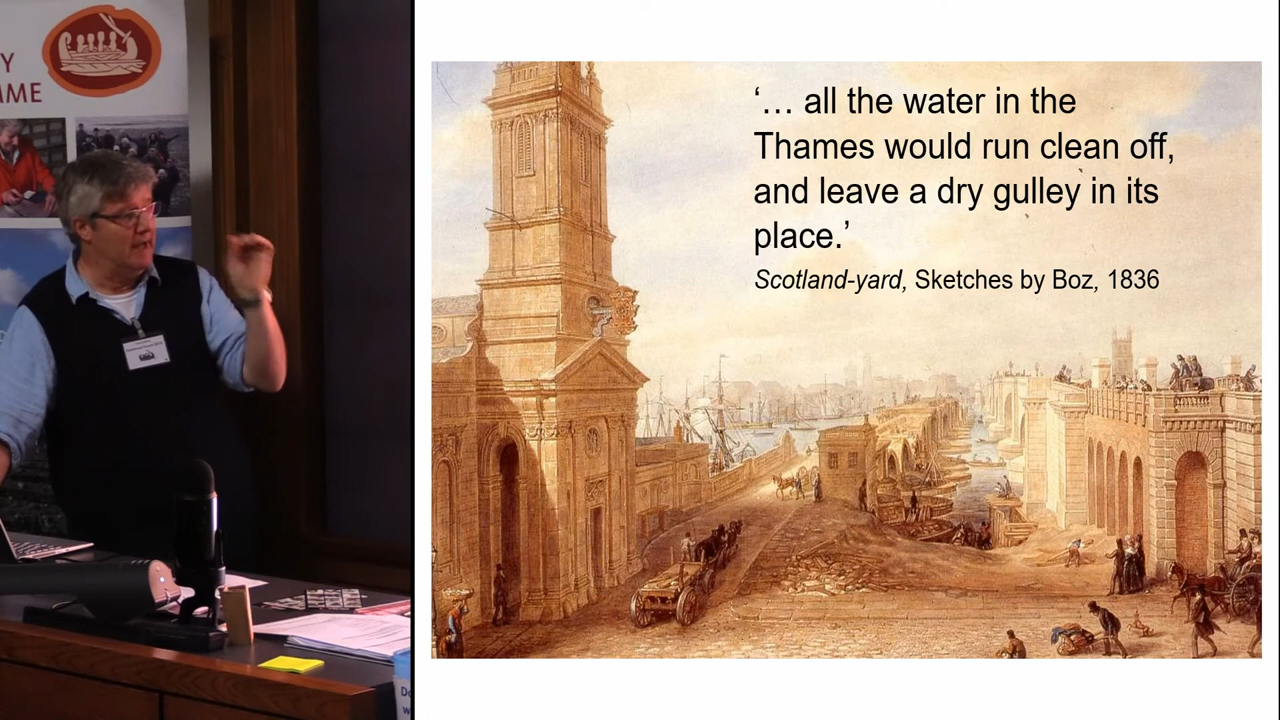 Y
MME
‘… all the water in the
Thames would run clean off,
and leave a dry gulley in its
place.’
Scotland-yard, Sketches by Boz, 1836